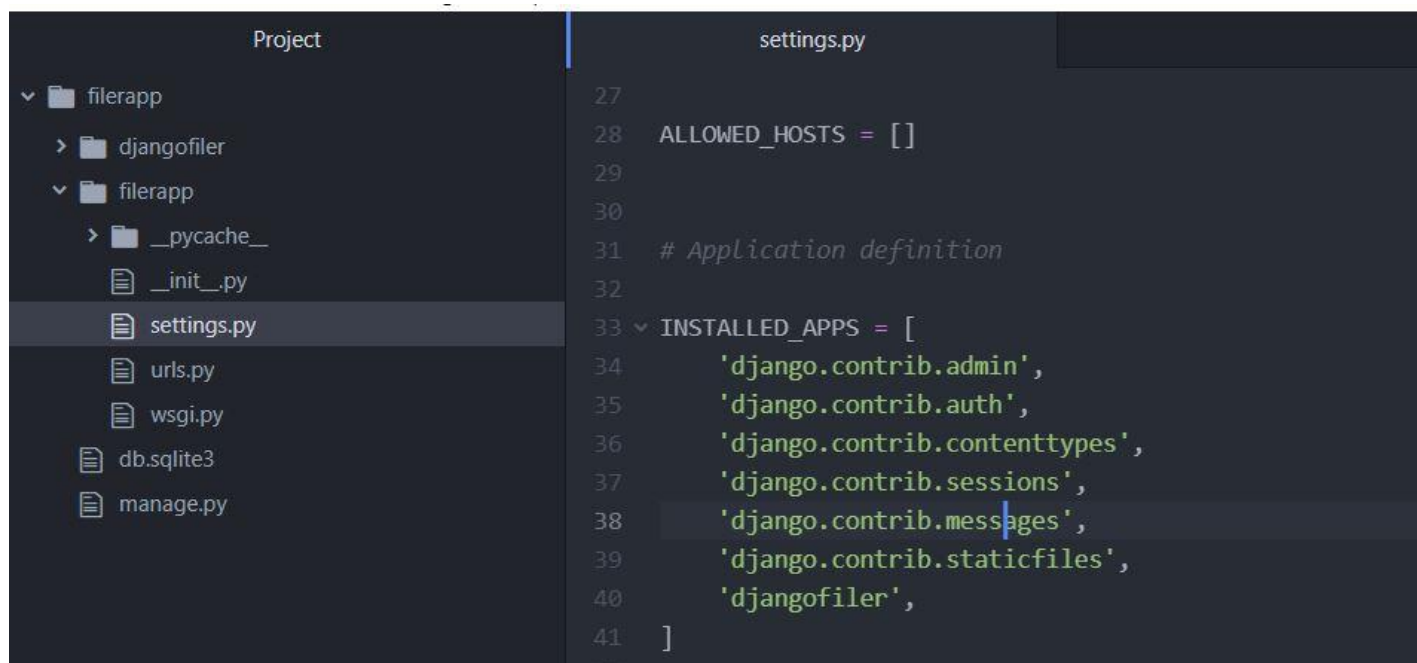 Project
filerapp
djangofiler
filerapp
__pycache__
__init__.py
settings.py
urls.py
wsgi.py
db.sqlite3
manage.py
settings.py
27
28 ALLOWED_HOSTS = []
29
30
31 # Application definition
32
33 INSTALLED_APPS = [
34 'django.contrib.admin',
35 'django.contrib.auth',
36 'django.contrib.contenttypes',
37 'django.contrib.sessions',
38 'django.contrib.messages',
39 'django.contrib.staticfiles',
40 'djangofiler',
41 ]